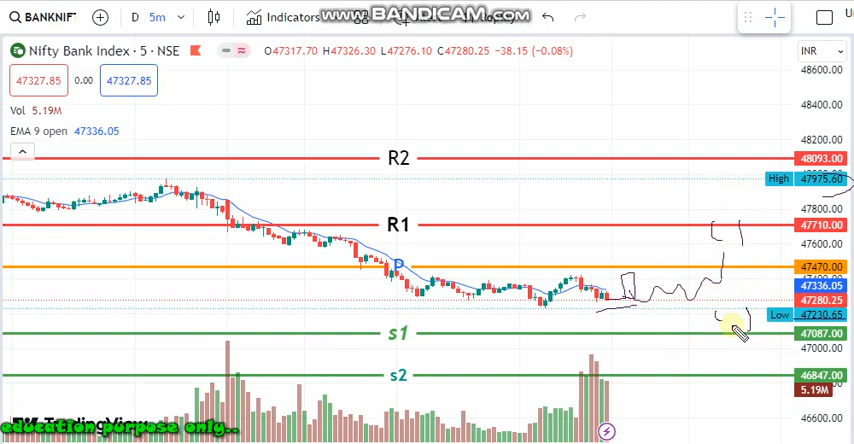 BANKNIFT D 5m Indicators
www.BANDICAM.com
Nifty Bank Index · 5 · NSE O47317.70 H47326.30 L47276.10 C47280.25 −38.15 (−0.08%) INR
47327.85 0.00 47327.85
Vol 5.19M
EMA 9 open 47336.05
48600.00
48400.00
48200.00
R2 48093.00
High 47975.60
47800.00
R1 47710.00
47600.00
P 47470.00
47336.05
47280.25
Low 47230.65
s1 47087.00
47000.00
s2 46847.00
5.19M
TradingView
education purpose only..
46600.00